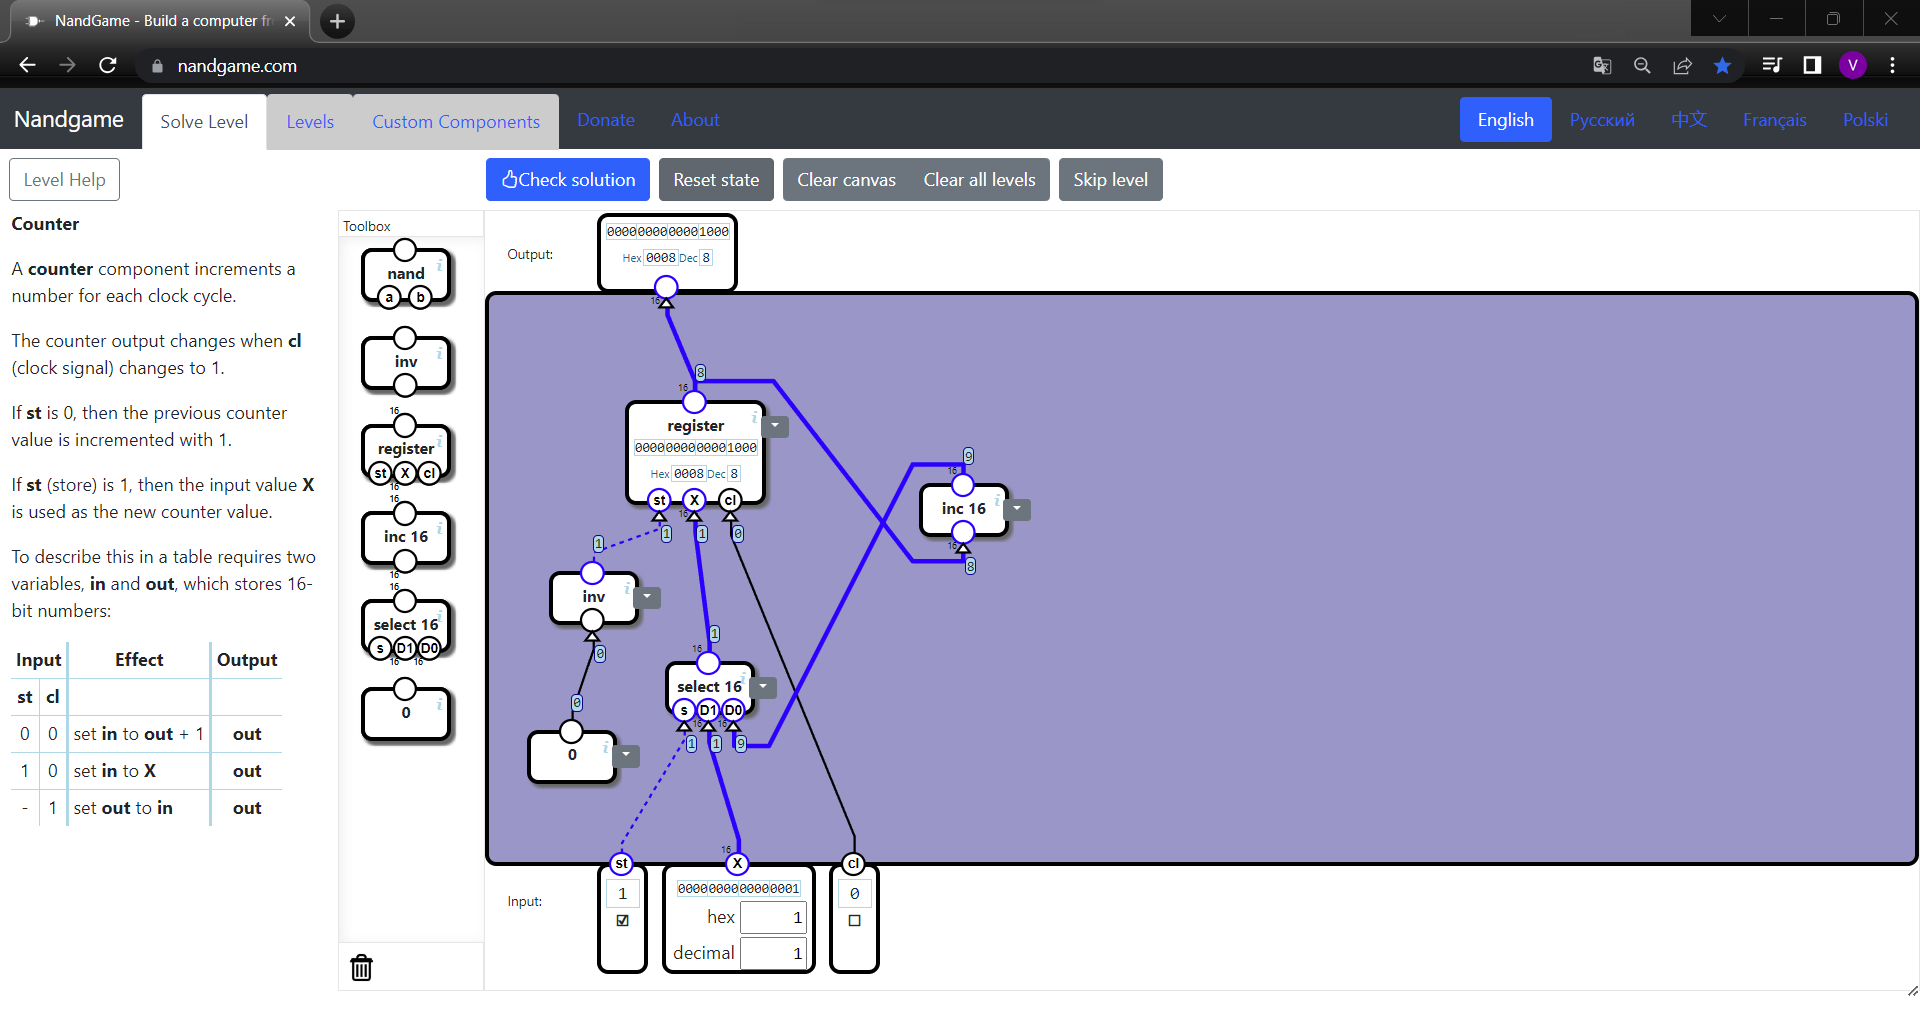 NandGame - Build a computer fr
nandgame.com
V
Nandgame
Solve Level
Levels
Custom Components
Donate
About
English
Русский
中文
Français
Polski
Level Help
Check solution
Reset state
Clear canvas
Clear all levels
Skip level
Counter
A counter component increments a
number for each clock cycle.
The counter output changes when cl
(clock signal) changes to 1.
If st is 0, then the previous counter
value is incremented with 1.
If st (store) is 1, then the input value X
is used as the new counter value.
To describe this in a table requires two
variables, in and out, which stores 16-
bit numbers:
Input Effect Output
st cl
0 0 set in to out + 1 out
1 0 set in to X out
- 1 set out to in out
Toolbox
nand
i
a b
inv
i
16
register
i
st X cl
16
16
inc 16
i
16
16
select 16
i
s D1 D0
16 16
0
i
Output:
0000000000001000
Hex 0008 Dec 8
16
8
16
register
i
0000000000001000
Hex 0008 Dec 8
st X cl
16
1 1 0
1
inv
i
0
0
0
i
9
16
inc 16
i
16
8
1
16
select 16
i
s D1 D0
16 16
1 1 9
Input:
st
1
16
X
0000000000000001
hex 1
decimal 1
cl
0